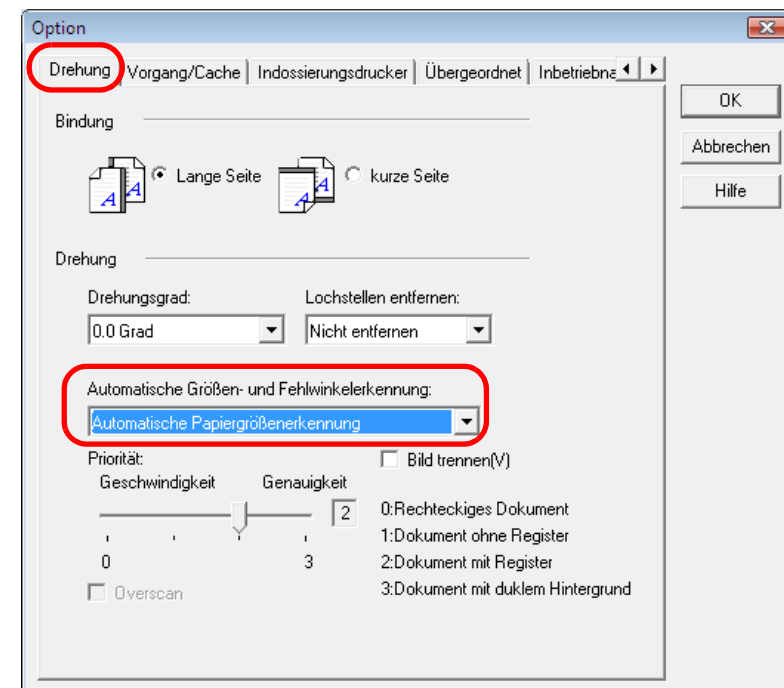 Option
Drehung Vorgang/Cache Indossierungsdrucker Übergeordnet Inbetriebna
OK
Abbrechen
Hilfe
Bindung
A A Lange Seite A kurze Seite
Drehung
Drehungsgrad: Lochstellen entfernen:
0.0 Grad Nicht entfernen
Automatische Größen- und Fehlwinkelerkennung:
Automatische Papiergrößenerkennung
Priorität: Bild trennen(V)
Geschwindigkeit Genauigkeit
2
0 3
0:Rechteckiges Dokument
1:Dokument ohne Register
2:Dokument mit Register
3:Dokument mit duklem Hintergrund
Overscan